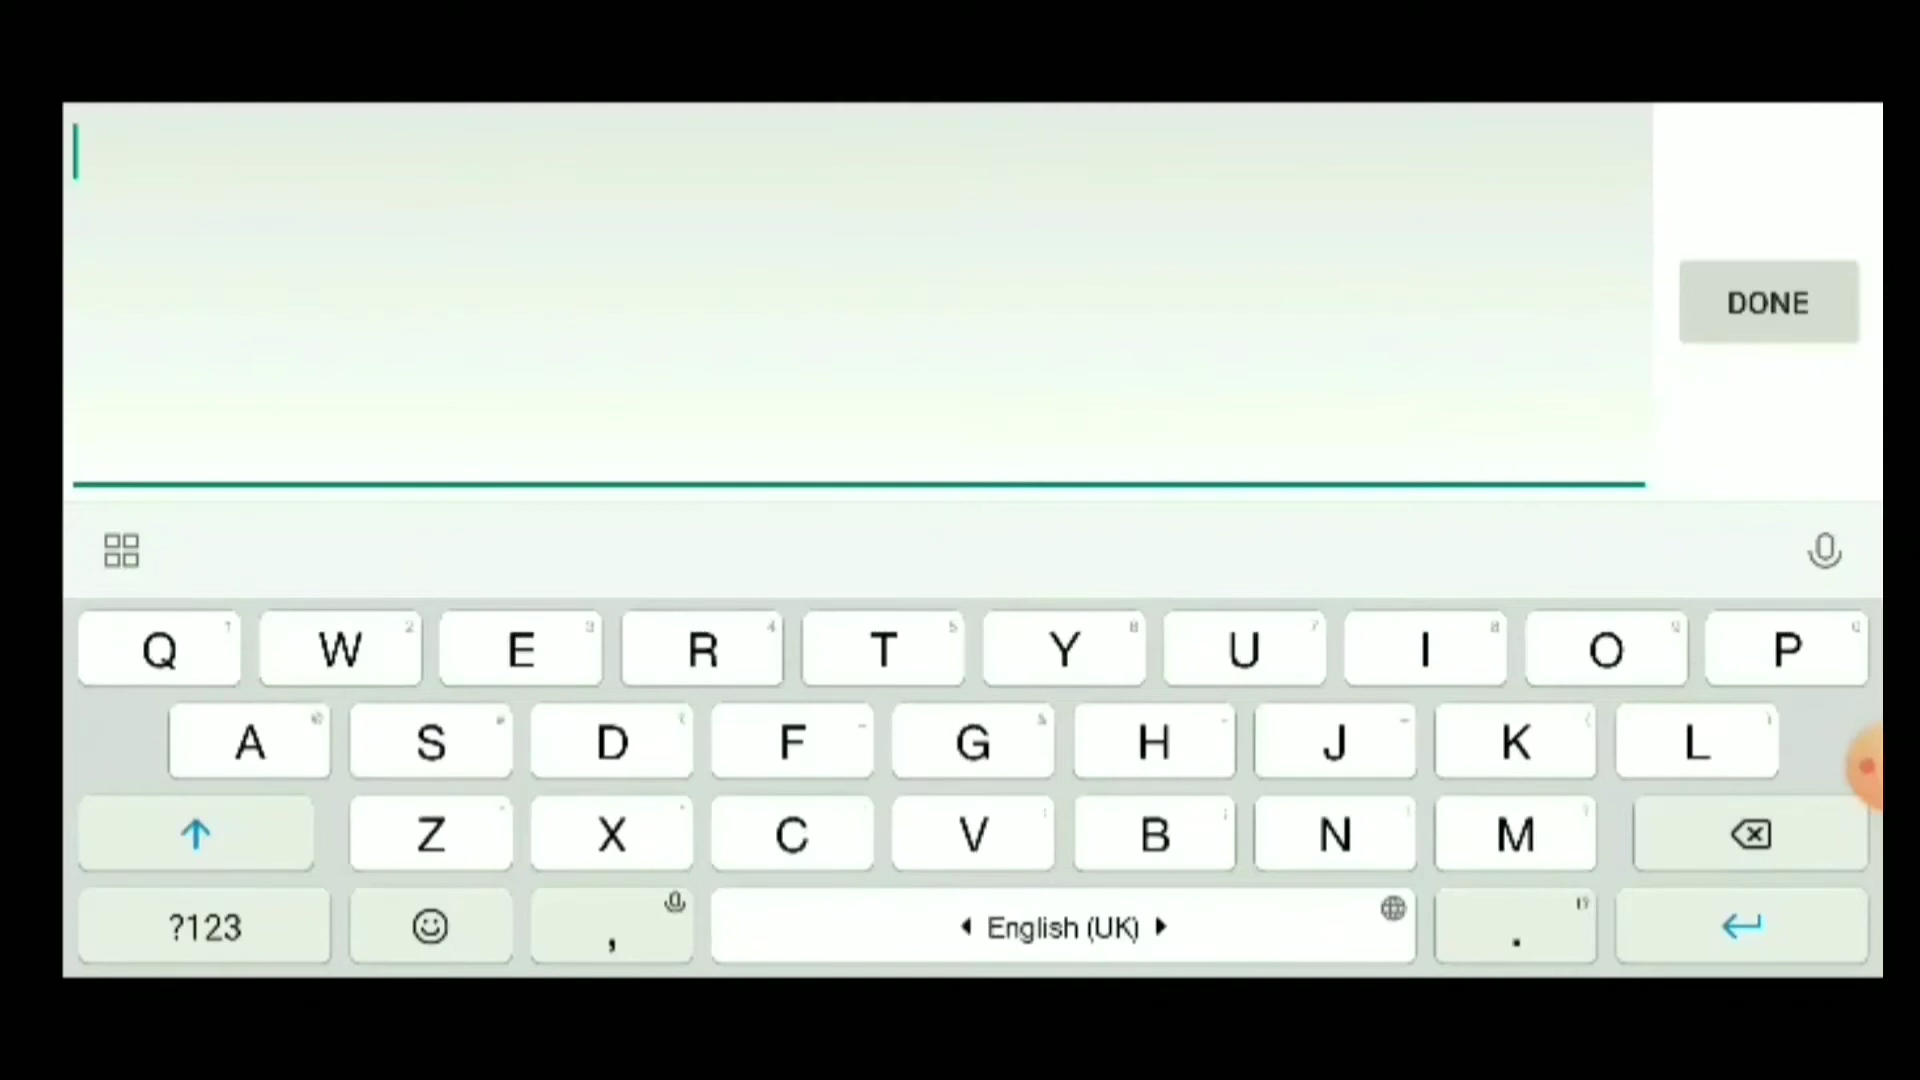 DONE
Q W E R T Y U I O P
A S D F G H J K L
Z X C V B N M
?123 , English (UK) .